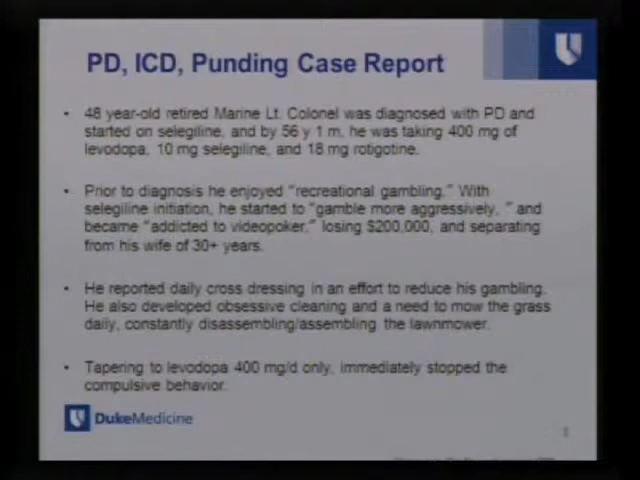 PD, ICD, Punding Case Report
• 48 year-old retired Marine Lt. Colonel was diagnosed with PD and
started on selegiline, and by 56 y 1 m, he was taking 400 mg of
levodopa, 10 mg selegiline, and 18 mg rotigotine.
• Prior to diagnosis he enjoyed "recreational gambling." With
selegiline initiation, he started to "gamble more aggressively, " and
became "addicted to videopoker," losing $200,000, and separating
from his wife of 30+ years.
• He reported daily cross dressing in an effort to reduce his gambling.
He also developed obsessive cleaning and a need to mow the grass
daily, constantly disassembling/assembling the lawnmower.
• Tapering to levodopa 400 mg/d only, immediately stopped the
compulsive behavior.
DukeMedicine